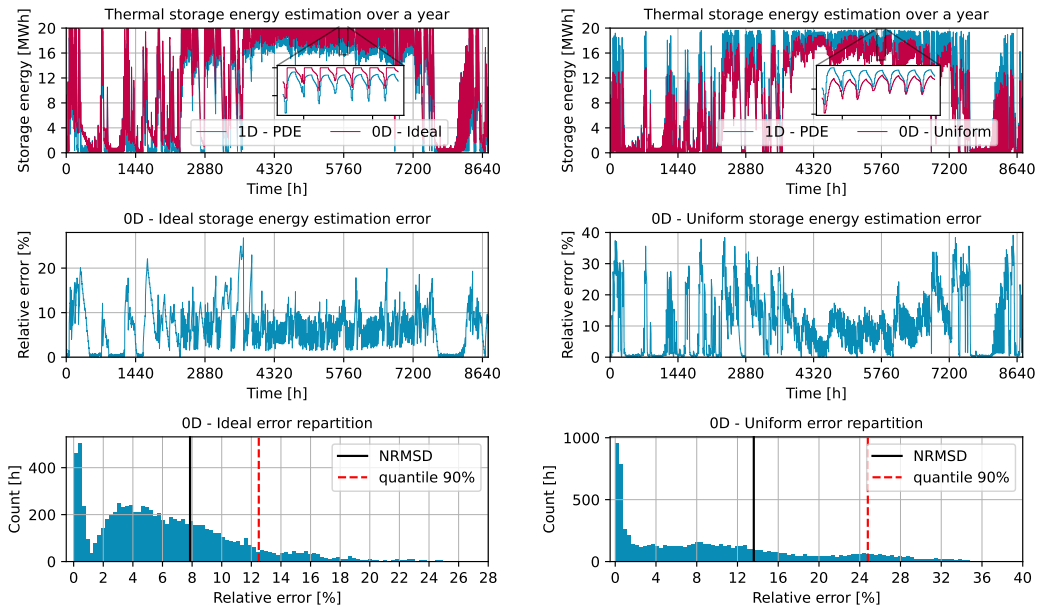 Thermal storage energy estimation over a year
Storage energy [MWh]
20
16
12
8
4
0
1D - PDE
0D - Ideal
0 1440 2880 4320 5760 7200 8640
Time [h]
Thermal storage energy estimation over a year
Storage energy [MWh]
20
16
12
8
4
0
1D - PDE
0D - Uniform
0 1440 2880 4320 5760 7200 8640
Time [h]
0D - Ideal storage energy estimation error
Relative error [%]
20
10
0
0 1440 2880 4320 5760 7200 8640
Time [h]
0D - Uniform storage energy estimation error
Relative error [%]
40
30
20
10
0
0 1440 2880 4320 5760 7200 8640
Time [h]
0D - Ideal error repartition
Count [h]
400
200
0
NRMSD
quantile 90%
0 2 4 6 8 10 12 14 16 18 20 22 24 26 28
Relative error [%]
0D - Uniform error repartition
Count [h]
1000
500
0
NRMSD
quantile 90%
0 4 8 12 16 20 24 28 32 36 40
Relative error [%]